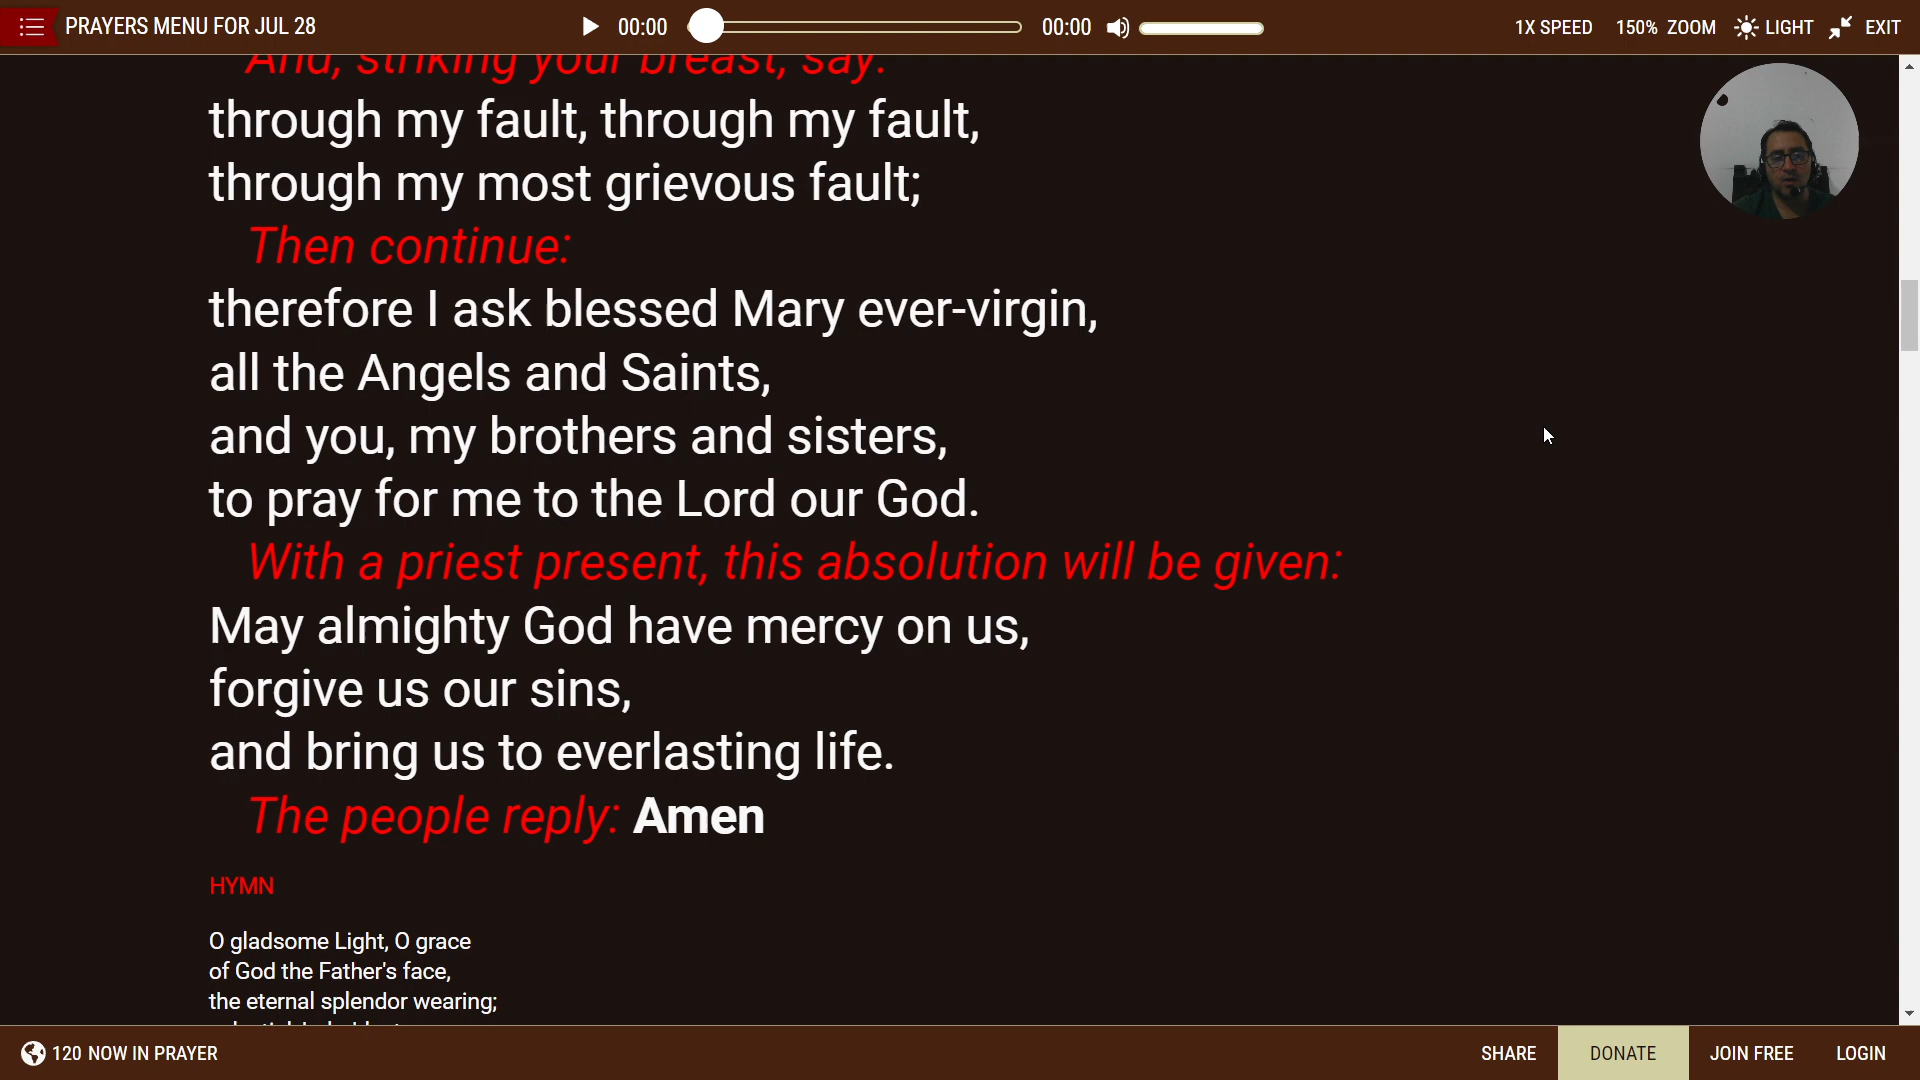 PRAYERS MENU FOR JUL 28
00:00
00:00
1X SPEED
150% ZOOM
LIGHT
EXIT
And, striking your breast, say:
through my fault, through my fault,
through my most grievous fault;
Then continue:
therefore I ask blessed Mary ever-virgin,
all the Angels and Saints,
and you, my brothers and sisters,
to pray for me to the Lord our God.
With a priest present, this absolution will be given:
May almighty God have mercy on us,
forgive us our sins,
and bring us to everlasting life.
The people reply: Amen
HYMN
O gladsome Light, O grace
of God the Father's face,
the eternal splendor wearing;
120 NOW IN PRAYER
SHARE
DONATE
JOIN FREE
LOGIN